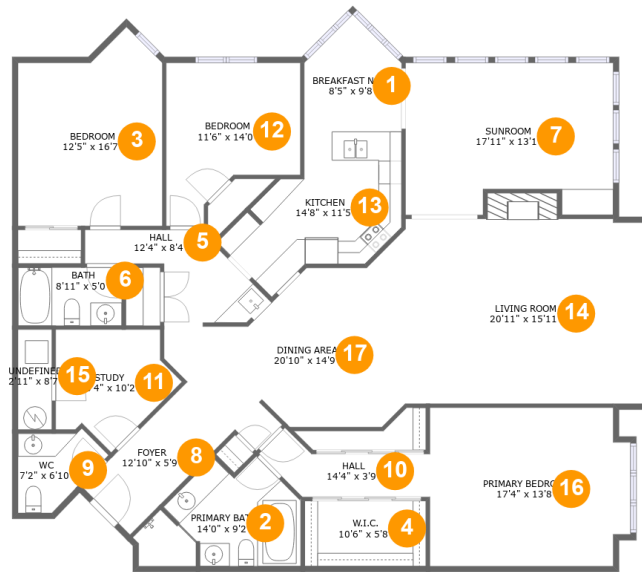 BREAKFAST N
8'5" x 9'8
1
BEDROOM
12'5" x 16'7
3
BEDROOM
11'6" x 14'0
12
SUNROOM
17'11" x 13'1
7
KITCHEN
14'8" x 11'5
13
HALL
12'4" x 8'4
5
BATH
8'11" x 5'0
6
LIVING ROOM
20'11" x 15'11
14
DINING AREA
20'10" x 14'9
17
UNDEFINED
2'11" x 8'7
15
STUDY
4" x 10'2
11
FOYER
12'10" x 5'9
8
WC
7'2" x 6'10
9
HALL
14'4" x 3'9
10
PRIMARY BEDRO
17'4" x 13'8
16
PRIMARY BAT
14'0" x 9'2
2
W.I.C.
10'6" x 5'8
4